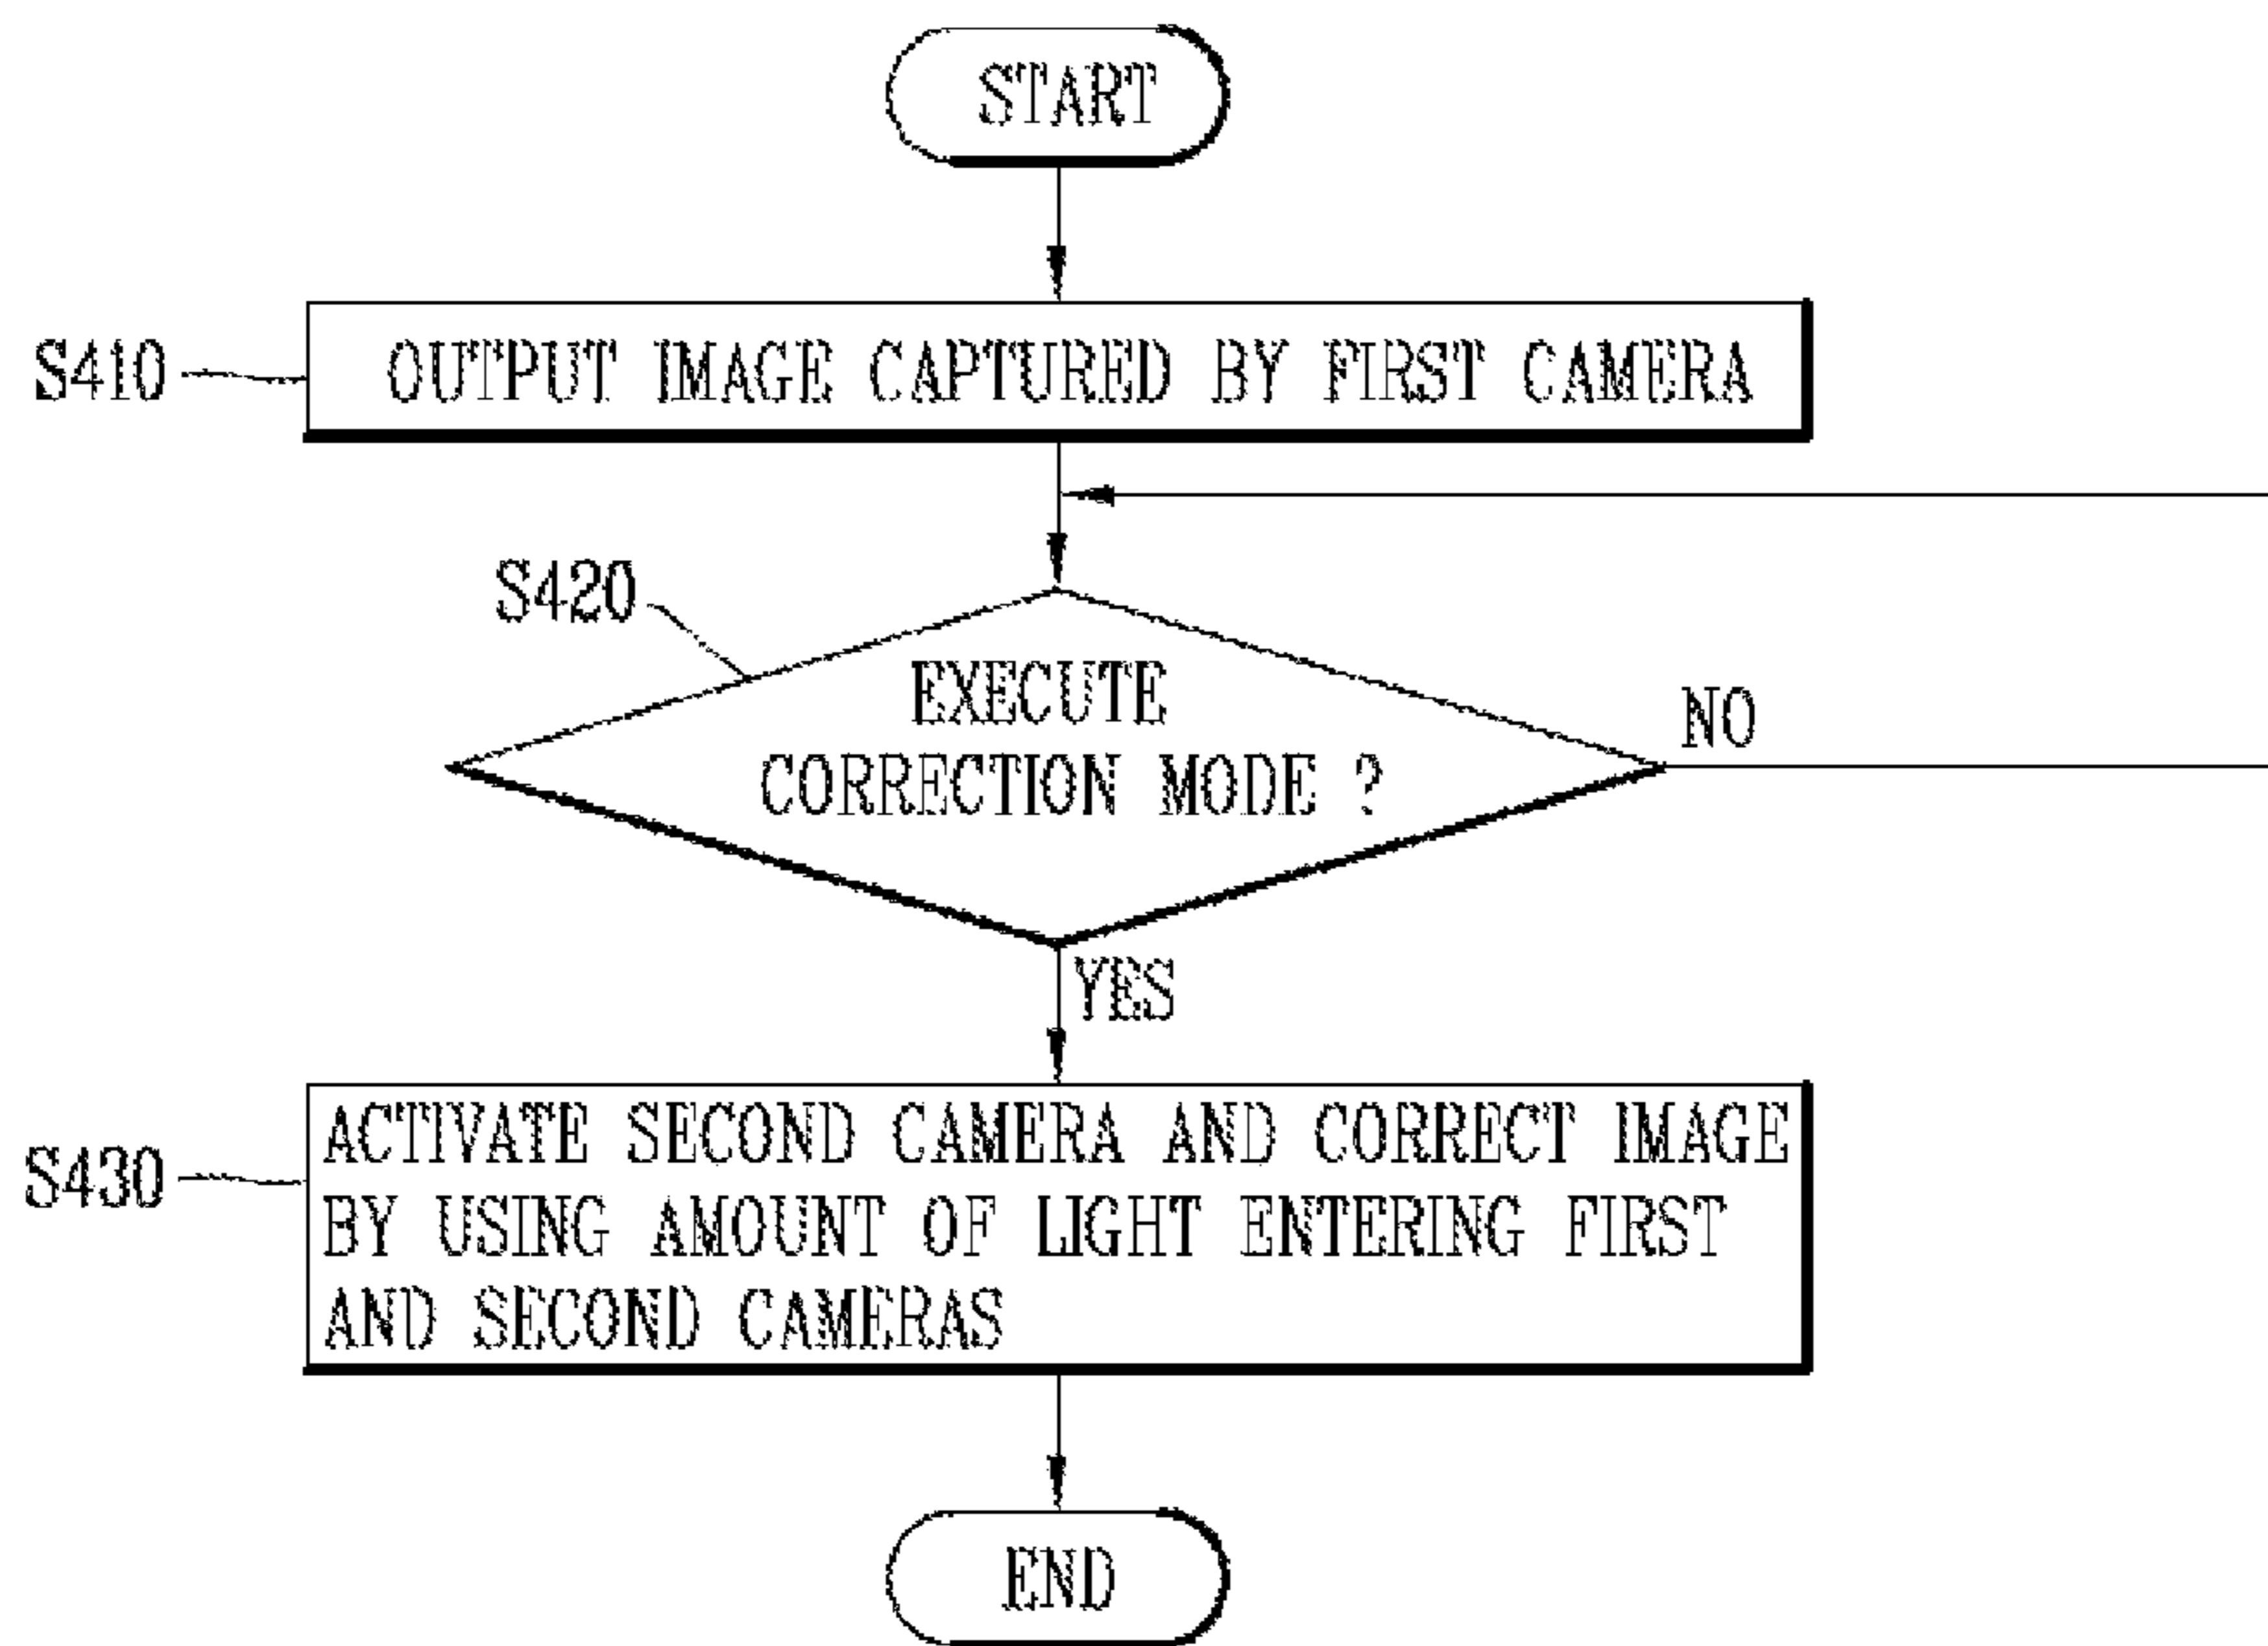 START
S410
OUTPUT IMAGE CAPTURED BY FIRST CAMERA
S420
EXECUTE
CORRECTION MODE ?
NO
YES
S430
ACTIVATE SECOND CAMERA AND CORRECT IMAGE
BY USING AMOUNT OF LIGHT ENTERING FIRST
AND SECOND CAMERAS
END